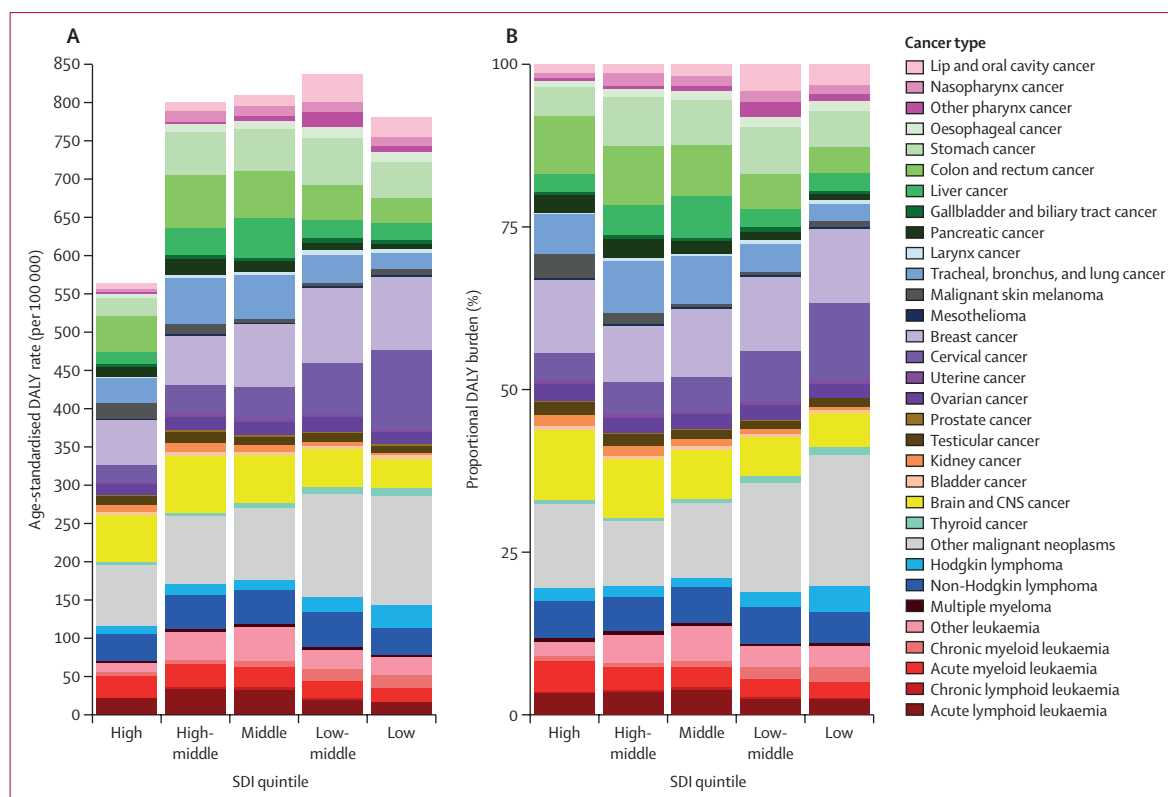 A
850
800
750
700
650
600
550
500
450
400
350
300
250
200
150
100
50
0
Age-standardised DALY rate (per 100 000)
High
High-
middle
Middle
Low-
middle
Low
SDI quintile
B
100
75
50
25
0
Proportional DALY burden (%)
High
High-
middle
Middle
Low-
middle
Low
SDI quintile
Cancer type
Lip and oral cavity cancer
Nasopharynx cancer
Other pharynx cancer
Oesophageal cancer
Stomach cancer
Colon and rectum cancer
Liver cancer
Gallbladder and biliary tract cancer
Pancreatic cancer
Larynx cancer
Tracheal, bronchus, and lung cancer
Malignant skin melanoma
Mesothelioma
Breast cancer
Cervical cancer
Uterine cancer
Ovarian cancer
Prostate cancer
Testicular cancer
Kidney cancer
Bladder cancer
Brain and CNS cancer
Thyroid cancer
Other malignant neoplasms
Hodgkin lymphoma
Non-Hodgkin lymphoma
Multiple myeloma
Other leukaemia
Chronic myeloid leukaemia
Acute myeloid leukaemia
Chronic lymphoid leukaemia
Acute lymphoid leukaemia